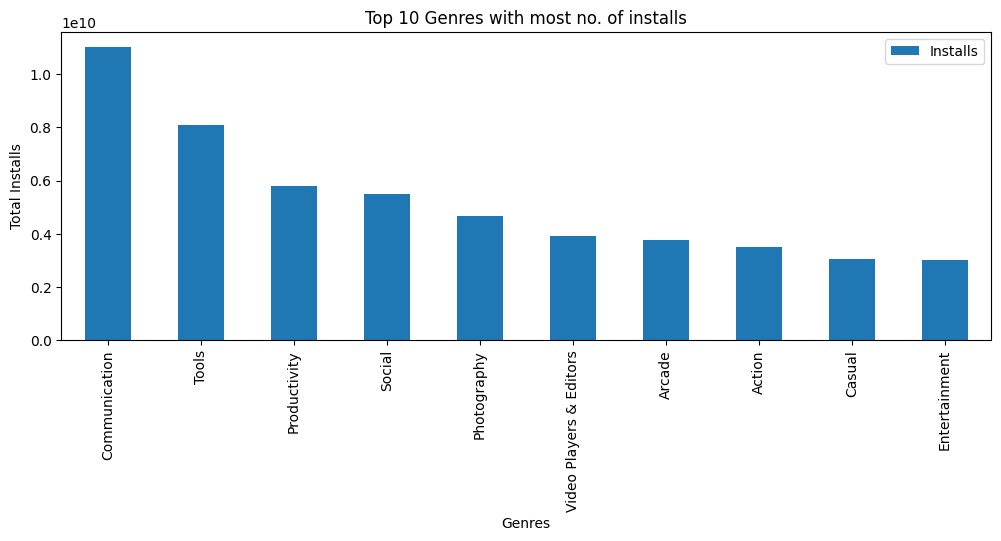 Top 10 Genres with most no. of installs
1e10
Installs
Total Installs
1.0
0.8
0.6
0.4
0.2
0.0
Communication
Tools
Productivity
Social
Photography
Video Players & Editors
Arcade
Action
Casual
Entertainment
Genres